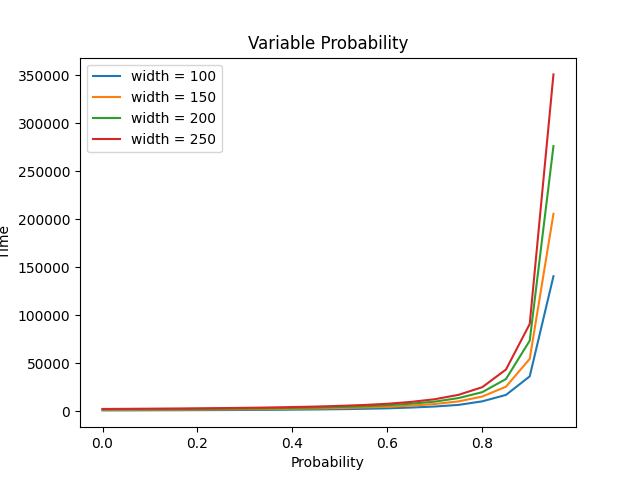 Variable Probability
width = 100
width = 150
width = 200
width = 250
350000
300000
250000
200000
150000
100000
50000
0
Time
0.0 0.2 0.4 0.6 0.8
Probability